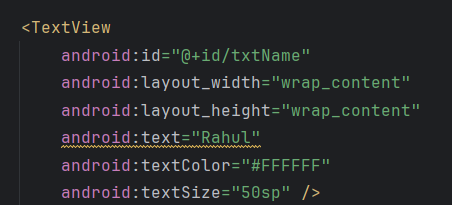 <TextView
android:id="@+id/txtName"
android:layout_width="wrap_content"
android:layout_height="wrap_content"
android:text="Rahul"
android:textColor="#FFFFFF"
android:textSize="50sp" />